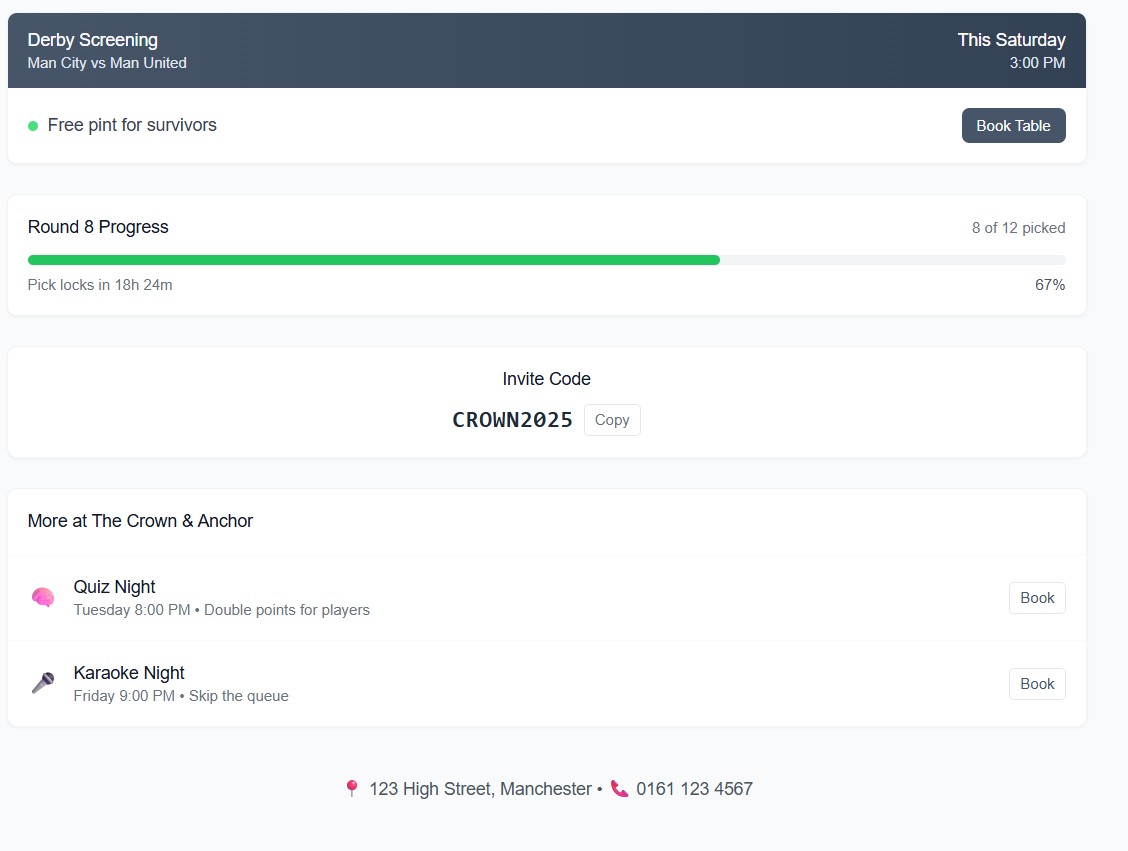 Derby Screening
This Saturday
Man City vs Man United
3:00 PM
Free pint for survivors
Book Table
Round 8 Progress
8 of 12 picked
Pick locks in 18h 24m
67%
Invite Code
CROWN2025
Copy
More at The Crown & Anchor
Quiz Night
Tuesday 8:00 PM • Double points for players
Book
Karaoke Night
Friday 9:00 PM • Skip the queue
Book
123 High Street, Manchester • 0161 123 4567